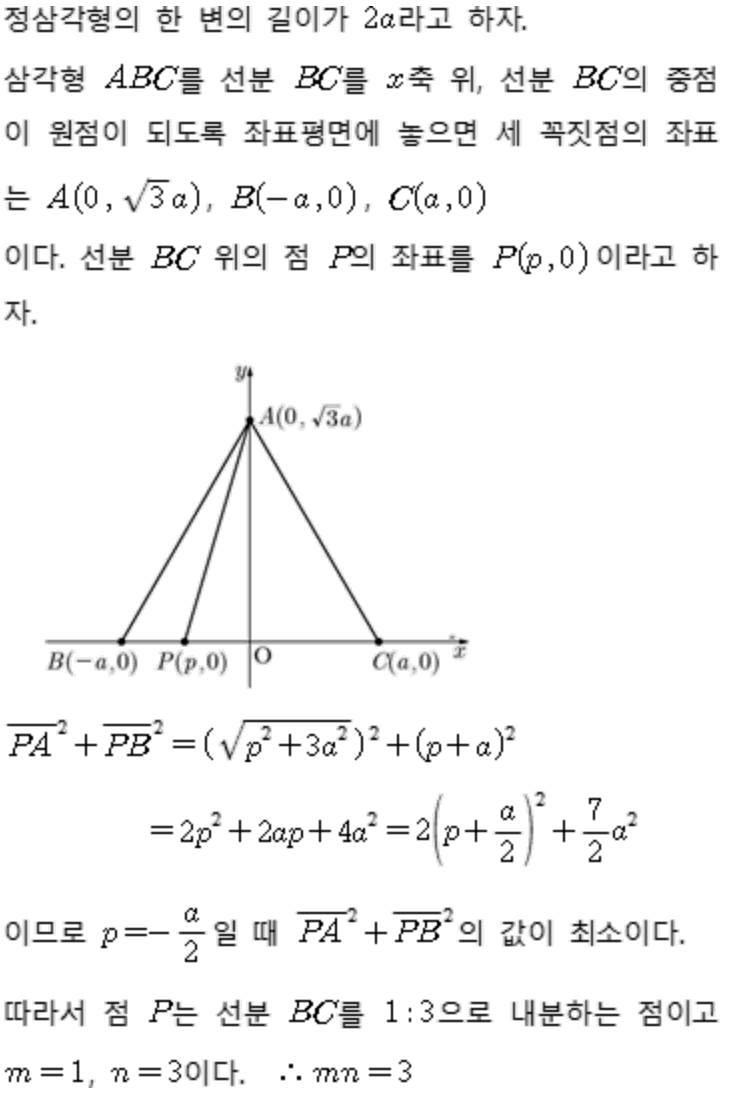 정삼각형의 한 변의 길이가 2a라고 하자.
삼각형 ABC를 선분 BC를 x축 위, 선분 BC의 중점
이 원점이 되도록 좌표평면에 놓으면 세 꼭짓점의 좌표
는 A(0, √3 a), B(−a, 0), C(a, 0)
이다. 선분 BC 위의 점 P의 좌표를 P(p, 0)이라고 하
자.
y
A(0, √3a)
B(−a,0) P(p,0) O C(a,0) x
PA² + PB² = (√(p² + 3a²))² + (p + a)²
= 2p² + 2ap + 4a² = 2(p + a/2)² + 7/2 a²
이므로 p = −a/2 일 때 PA² + PB²의 값이 최소이다.
따라서 점 P는 선분 BC를 1 : 3으로 내분하는 점이고
m = 1, n = 3이다. ∴ mn = 3